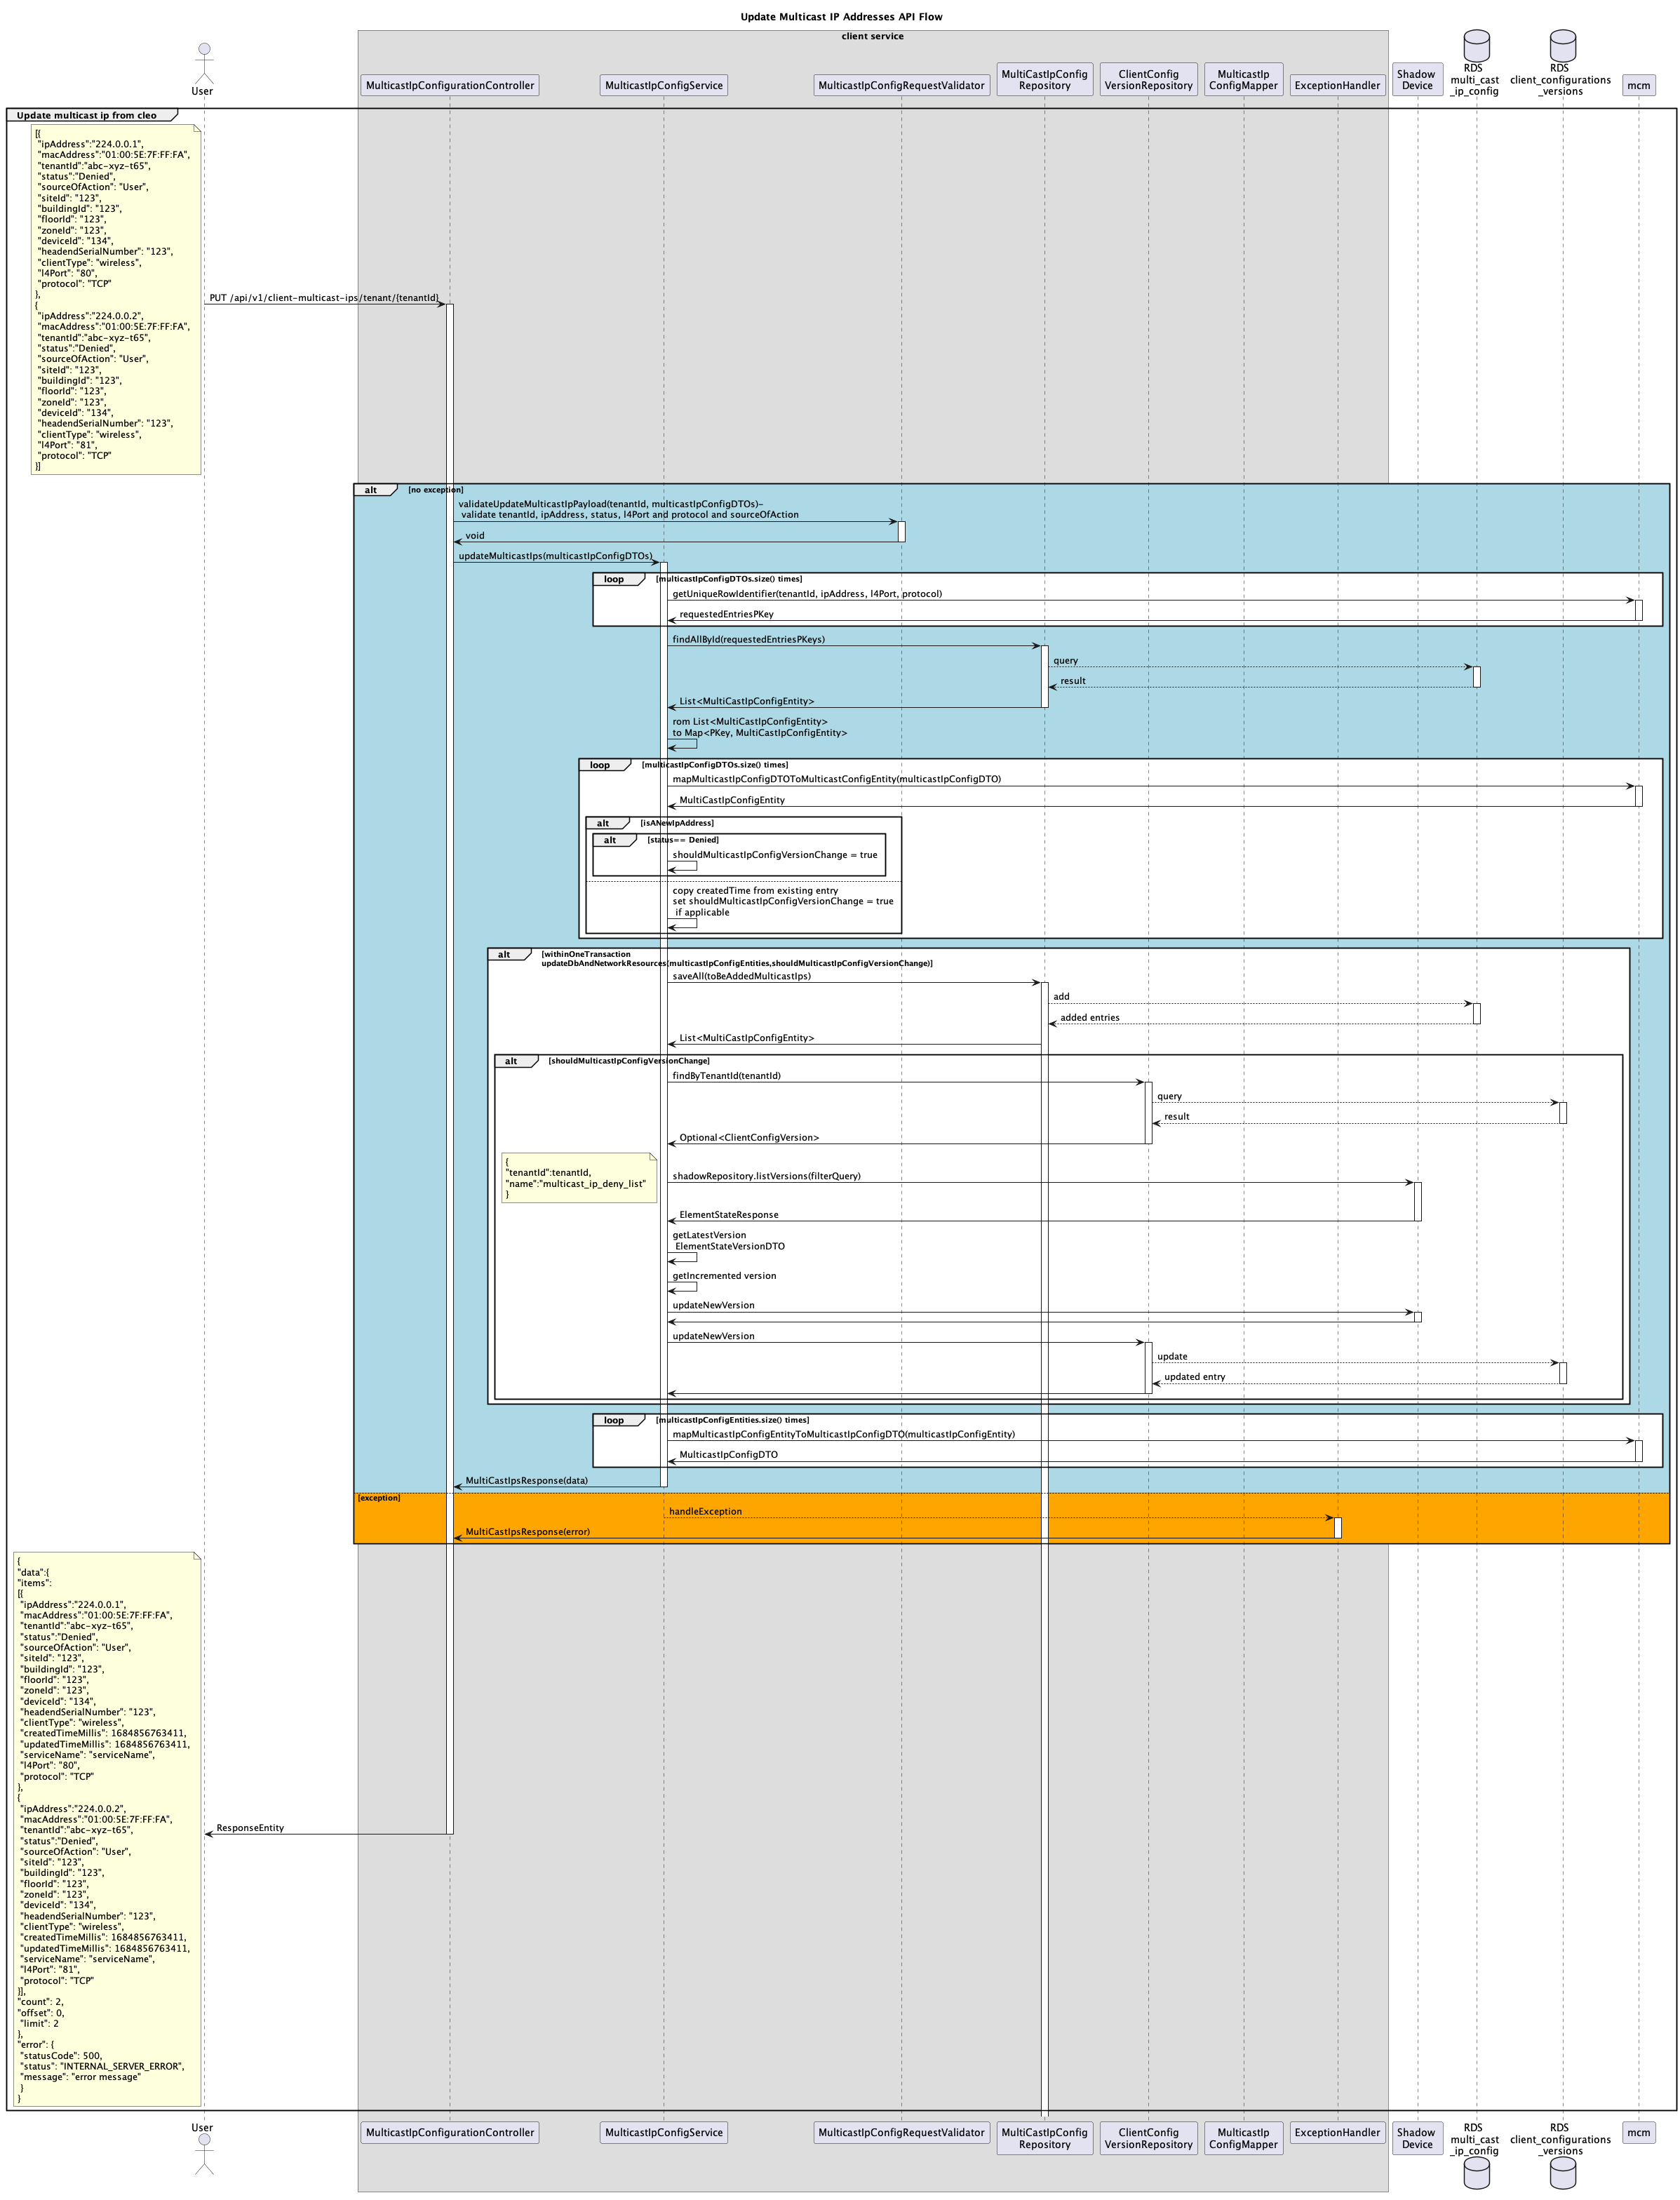 Update Multicast IP Addresses API Flow
client service
User
MulticastIpConfigurationController
MulticastIpConfigService
MulticastIpConfigRequestValidator
MultiCastIpConfig
Repository
ClientConfig
VersionRepository
MulticastIp
ConfigMapper
ExceptionHandler
Shadow
Device
RDS
multi_cast
_ip_config
RDS
client_configurations
_versions
mcm
Update multicast ip from cleo
[{
"ipAddress":"224.0.0.1",
"macAddress":"01:00:5E:7F:FF:FA",
"tenantId":"abc-xyz-t65",
"status":"Denied",
"sourceOfAction": "User",
"siteId": "123",
"buildingId": "123",
"floorId": "123",
"zoneId": "123",
"deviceId": "134",
"headendSerialNumber": "123",
"clientType": "wireless",
"l4Port": "80",
"protocol": "TCP"
},
{
"ipAddress":"224.0.0.2",
"macAddress":"01:00:5E:7F:FF:FA",
"tenantId":"abc-xyz-t65",
"status":"Denied",
"sourceOfAction": "User",
"siteId": "123",
"buildingId": "123",
"floorId": "123",
"zoneId": "123",
"deviceId": "134",
"headendSerialNumber": "123",
"clientType": "wireless",
"l4Port": "81",
"protocol": "TCP"
}]
PUT /api/v1/client-multicast-ips/tenant/{tenantId}
alt [no exception]
validateUpdateMulticastIpPayload(tenantId, multicastIpConfigDTOs)-
validate tenantId, ipAddress, status, l4Port and protocol and sourceOfAction
void
updateMulticastIps(multicastIpConfigDTOs)
loop [multicastIpConfigDTOs.size() times]
getUniqueRowIdentifier(tenantId, ipAddress, l4Port, protocol)
requestedEntriesPKey
findAllById(requestedEntriesPKeys)
query
result
List<MultiCastIpConfigEntity>
rom List<MultiCastIpConfigEntity>
to Map<PKey, MultiCastIpConfigEntity>
loop [multicastIpConfigDTOs.size() times]
mapMulticastIpConfigDTOToMulticastConfigEntity(multicastIpConfigDTO)
MultiCastIpConfigEntity
alt [isANewIpAddress]
alt [status== Denied]
shouldMulticastIpConfigVersionChange = true
copy createdTime from existing entry
set shouldMulticastIpConfigVersionChange = true
if applicable
alt [withinOneTransaction
updateDbAndNetworkResources(multicastIpConfigEntities,shouldMulticastIpConfigVersionChange)]
saveAll(toBeAddedMulticastIps)
add
added entries
List<MultiCastIpConfigEntity>
alt [shouldMulticastIpConfigVersionChange]
findByTenantId(tenantId)
query
result
Optional<ClientConfigVersion>
{
"tenantId":tenantId,
"name":"multicast_ip_deny_list"
}
shadowRepository.listVersions(filterQuery)
ElementStateResponse
getLatestVersion
ElementStateVersionDTO
getIncremented version
updateNewVersion
updateNewVersion
update
updated entry
loop [multicastIpConfigEntities.size() times]
mapMulticastIpConfigEntityToMulticastIpConfigDTO(multicastIpConfigEntity)
MulticastIpConfigDTO
MultiCastIpsResponse(data)
[exception]
handleException
MultiCastIpsResponse(error)
{
"data":{
"items":
[{
"ipAddress":"224.0.0.1",
"macAddress":"01:00:5E:7F:FF:FA",
"tenantId":"abc-xyz-t65",
"status":"Denied",
"sourceOfAction": "User",
"siteId": "123",
"buildingId": "123",
"floorId": "123",
"zoneId": "123",
"deviceId": "134",
"headendSerialNumber": "123",
"clientType": "wireless",
"createdTimeMillis": 1684856763411,
"updatedTimeMillis": 1684856763411,
"serviceName": "serviceName",
"l4Port": "80",
"protocol": "TCP"
},
{
"ipAddress":"224.0.0.2",
"macAddress":"01:00:5E:7F:FF:FA",
"tenantId":"abc-xyz-t65",
"status":"Denied",
"sourceOfAction": "User",
"siteId": "123",
"buildingId": "123",
"floorId": "123",
"zoneId": "123",
"deviceId": "134",
"headendSerialNumber": "123",
"clientType": "wireless",
"createdTimeMillis": 1684856763411,
"updatedTimeMillis": 1684856763411,
"serviceName": "serviceName",
"l4Port": "81",
"protocol": "TCP"
}],
"count": 2,
"offset": 0,
"limit": 2
},
"error": {
"statusCode": 500,
"status": "INTERNAL_SERVER_ERROR",
"message": "error message"
}
}
ResponseEntity
User
MulticastIpConfigurationController
MulticastIpConfigService
MulticastIpConfigRequestValidator
MultiCastIpConfig
Repository
ClientConfig
VersionRepository
MulticastIp
ConfigMapper
ExceptionHandler
Shadow
Device
RDS
multi_cast
_ip_config
RDS
client_configurations
_versions
mcm